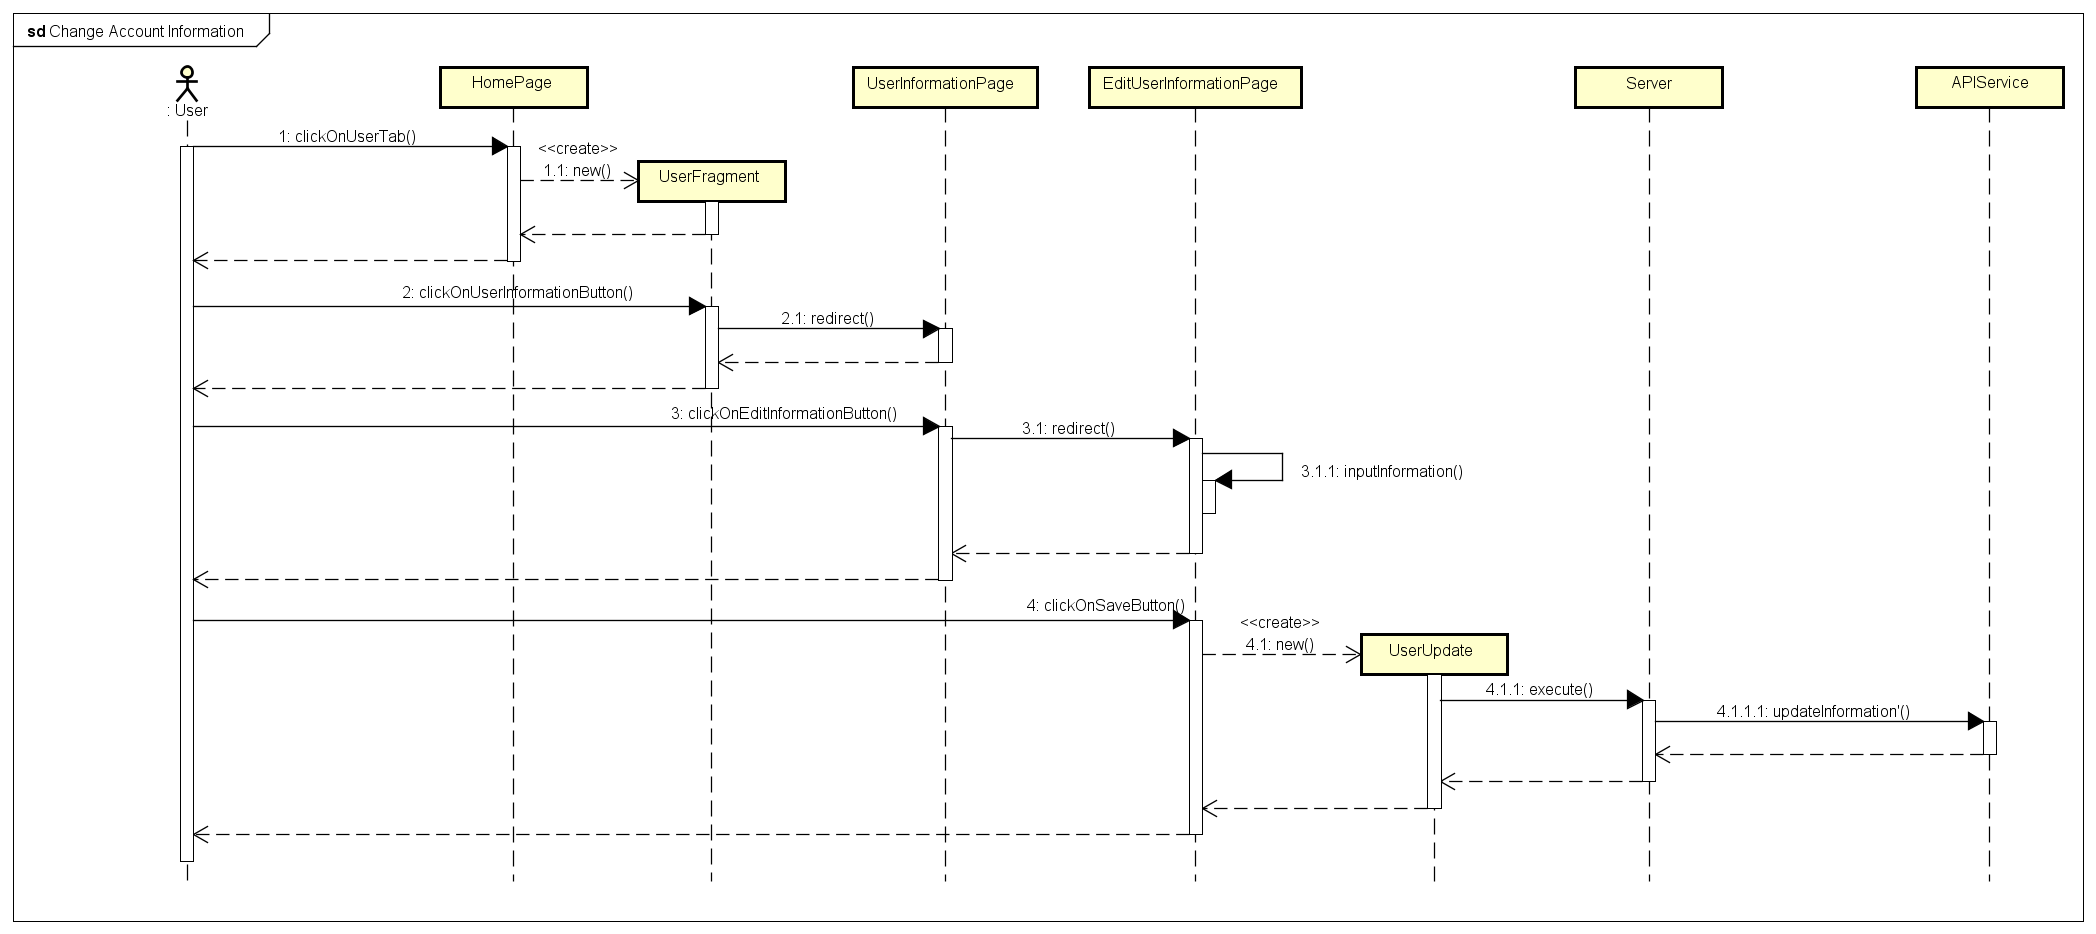 sd Change Account Information
: User
HomePage
UserInformationPage
EditUserInformationPage
Server
APIService
1: clickOnUserTab()
<<create>>
1.1: new()
UserFragment
2: clickOnUserInformationButton()
2.1: redirect()
3: clickOnEditInformationButton()
3.1: redirect()
3.1.1: inputInformation()
4: clickOnSaveButton()
<<create>>
4.1: new()
UserUpdate
4.1.1: execute()
4.1.1.1: updateInformation'()